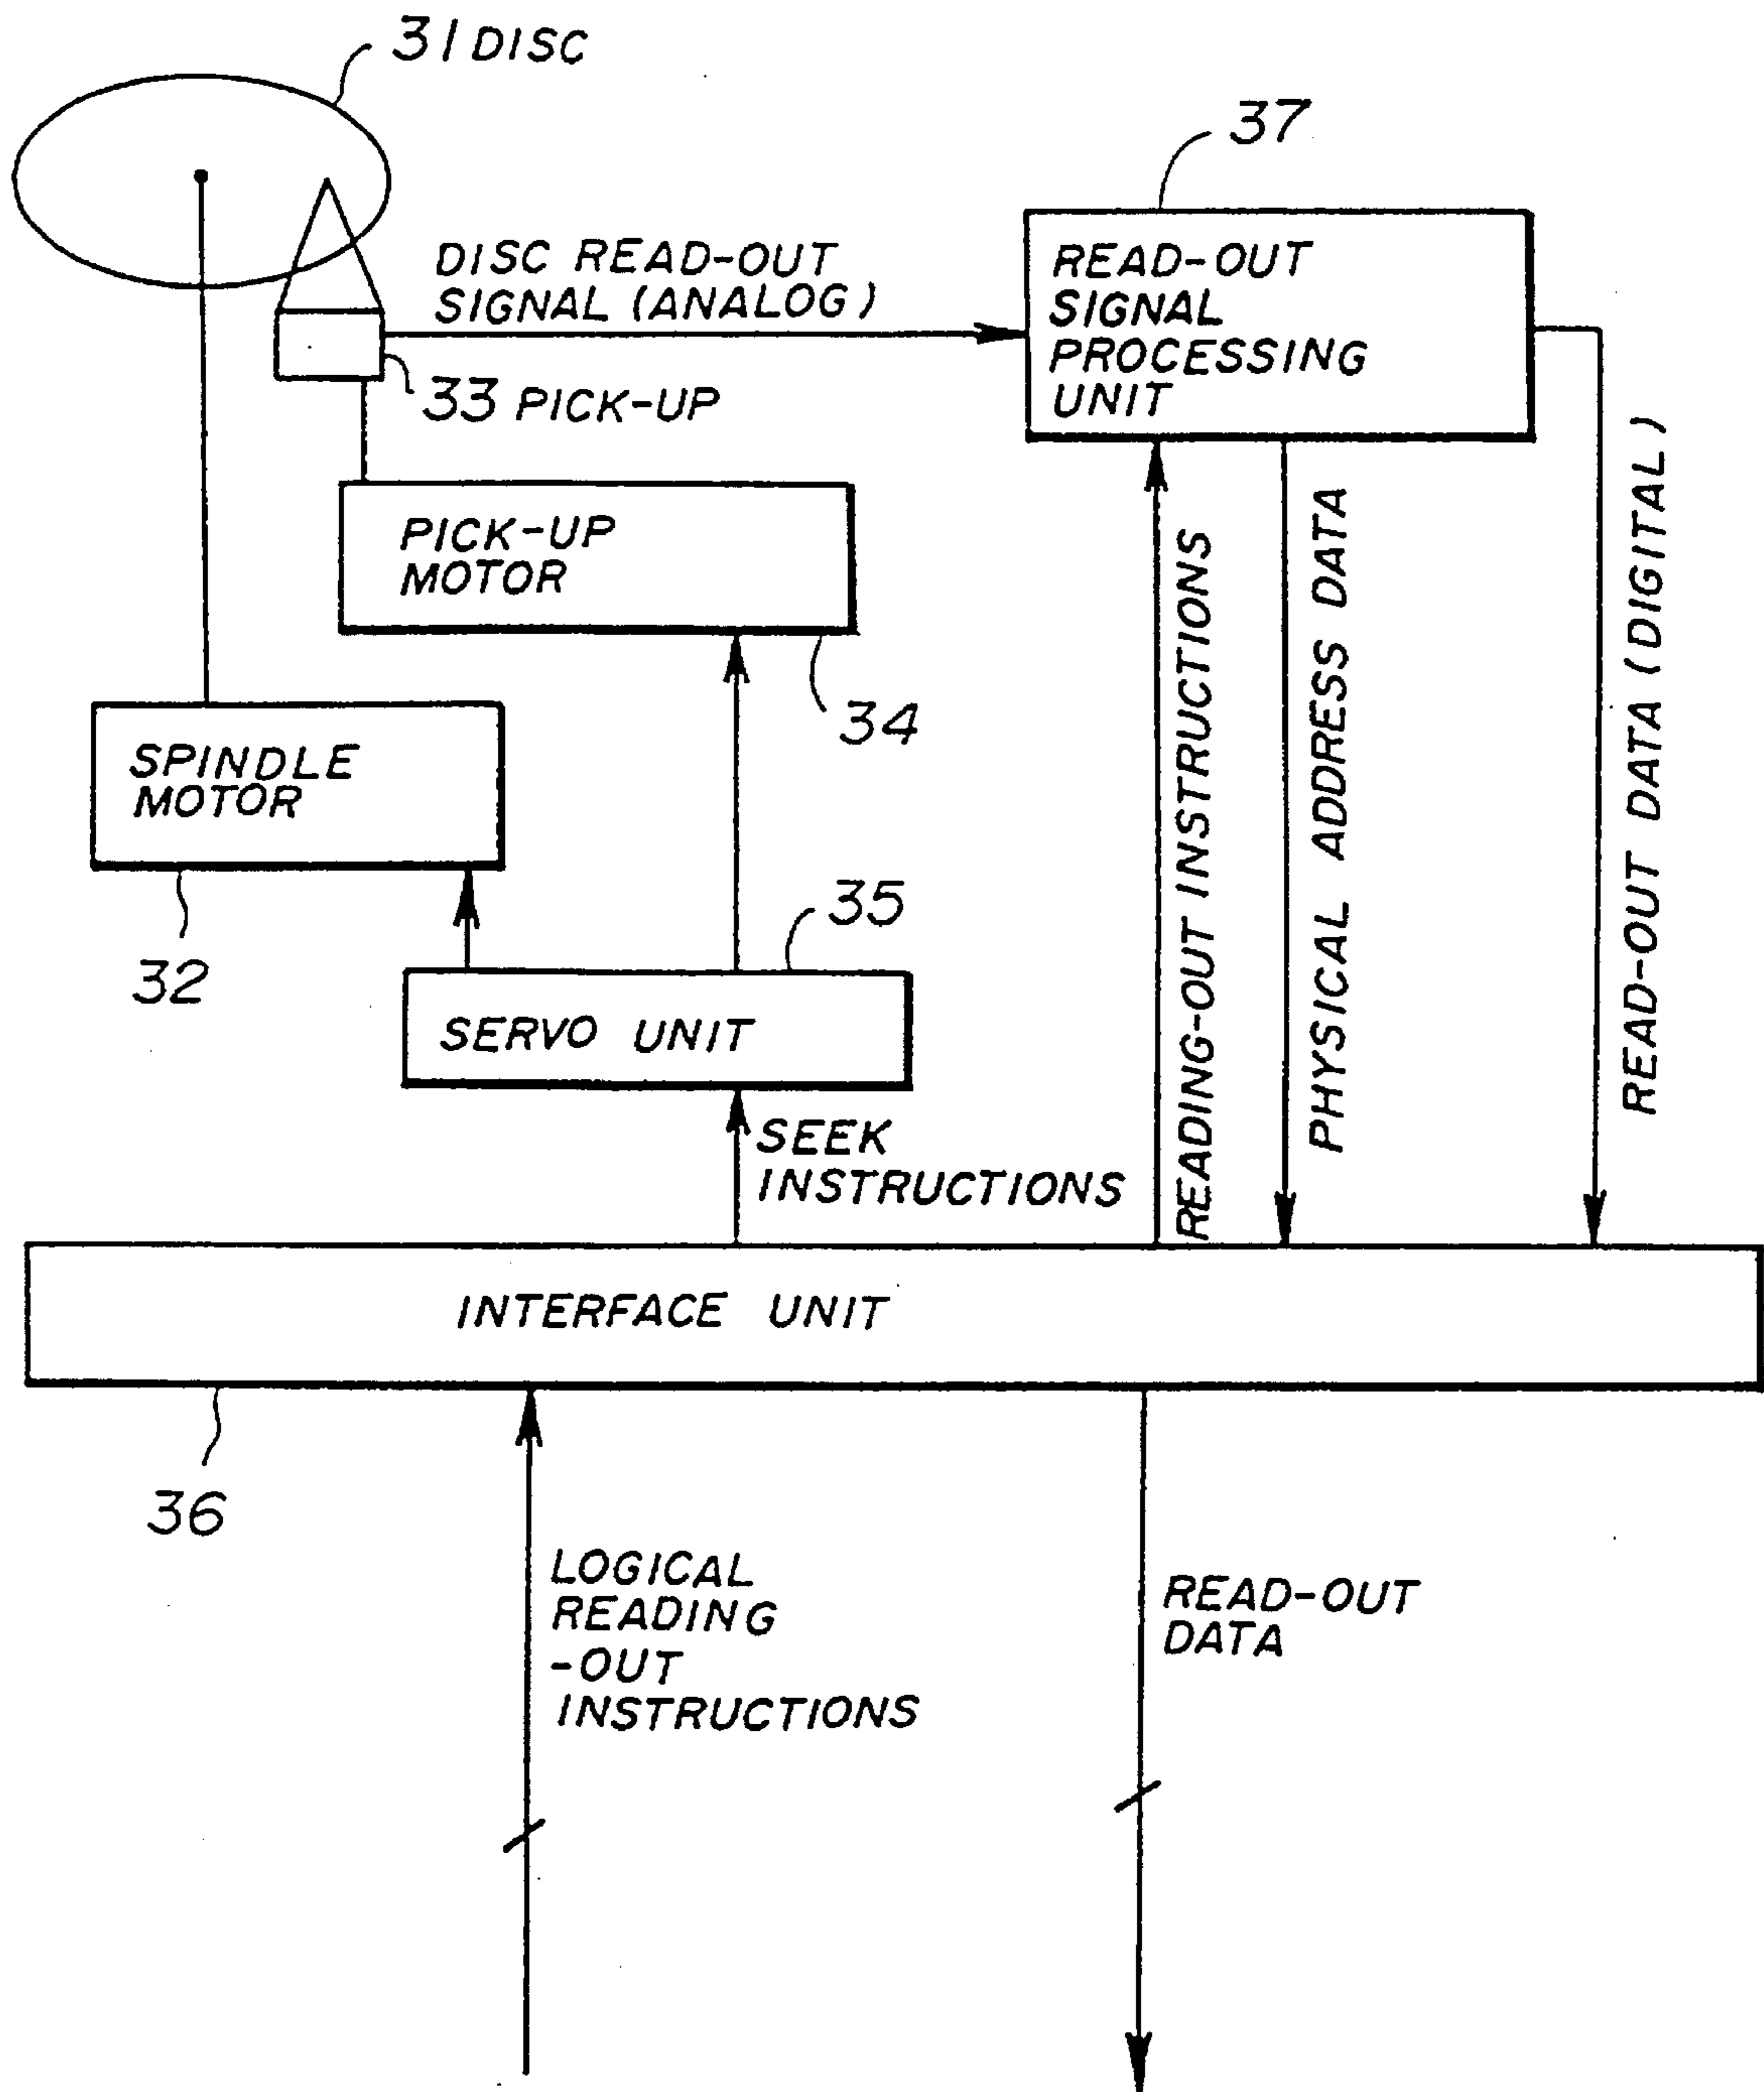 31 DISC
37
DISC READ-OUT
SIGNAL (ANALOG)
READ-OUT
SIGNAL
PROCESSING
UNIT
33 PICK-UP
PICK-UP
MOTOR
34
SPINDLE
MOTOR
32
35
SERVO UNIT
SEEK
INSTRUCTIONS
READING-OUT INSTRUCTIONS
PHYSICAL ADDRESS DATA
READ-OUT DATA (DIGITAL)
INTERFACE UNIT
36
LOGICAL
READING
-OUT
INSTRUCTIONS
READ-OUT
DATA